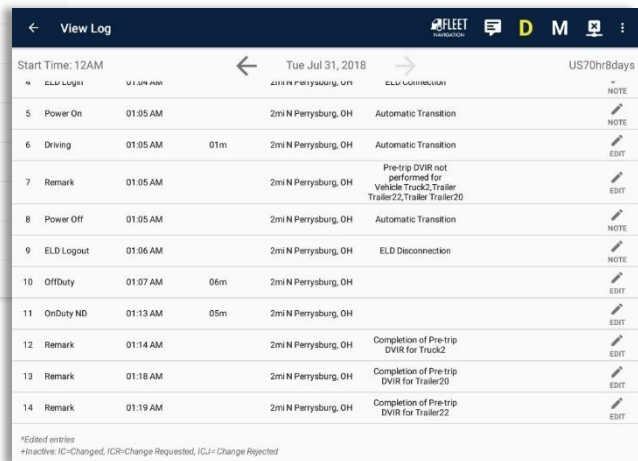 View Log
FLEET
NAVIGATION
D M
Start Time: 12AM Tue Jul 31, 2018 US70hr8days
4 ELD Login 01:04 AM 2mi N Perrysburg, OH ELD Connection NOTE
5 Power On 01:05 AM 2mi N Perrysburg, OH Automatic Transition NOTE
6 Driving 01:05 AM 01m 2mi N Perrysburg, OH Automatic Transition EDIT
7 Remark 01:05 AM 2mi N Perrysburg, OH Pre-trip DVIR not
performed for
Vehicle Truck2,Trailer
Trailer22,Trailer Trailer20
EDIT
8 Power Off 01:05 AM 2mi N Perrysburg, OH Automatic Transition NOTE
9 ELD Logout 01:06 AM 2mi N Perrysburg, OH ELD Disconnection NOTE
10 OffDuty 01:07 AM 06m 2mi N Perrysburg, OH EDIT
11 OnDuty ND 01:13 AM 05m 2mi N Perrysburg, OH EDIT
12 Remark 01:14 AM 2mi N Perrysburg, OH Completion of Pre-trip
DVIR for Truck2 EDIT
13 Remark 01:18 AM 2mi N Perrysburg, OH Completion of Pre-trip
DVIR for Trailer20 EDIT
14 Remark 01:19 AM 2mi N Perrysburg, OH Completion of Pre-trip
DVIR for Trailer22 EDIT
*Edited entries
+Inactive: IC=Changed, ICR=Change Requested, ICJ= Change Rejected